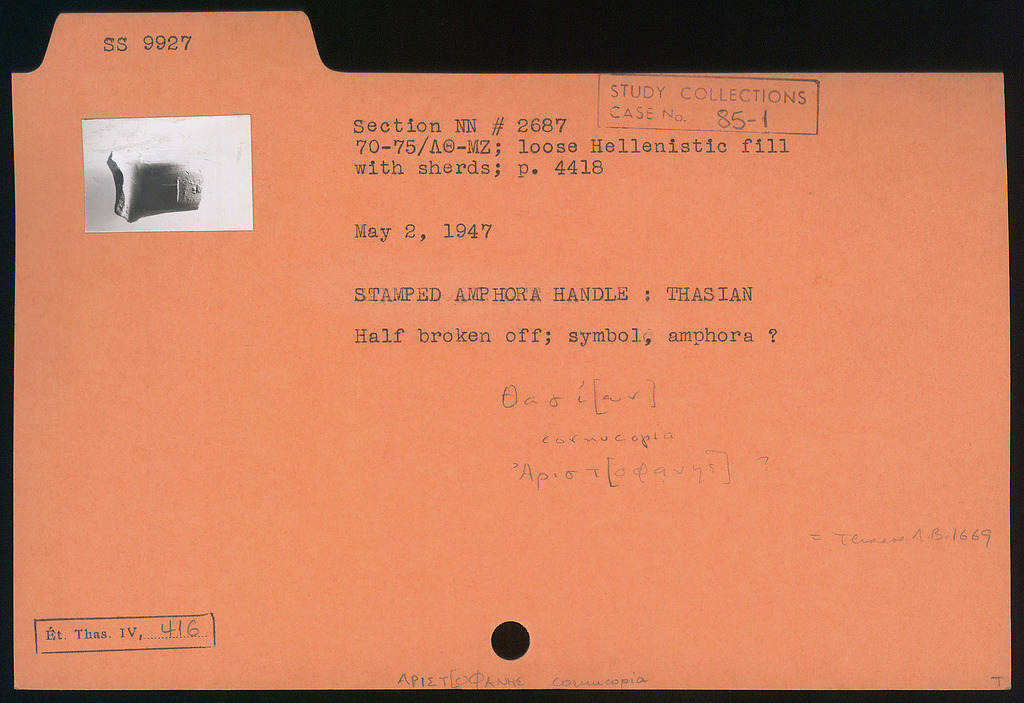 SS 9927
STUDY COLLECTIONS
CASE No. 85-1
Section NN # 2687
70-75/ΛΘ-ΜΖ; loose Hellenistic fill
with sherds; p. 4418
May 2, 1947
STAMPED AMPHORA HANDLE : THASIAN
Half broken off; symbol, amphora ?
Θασί[ων]
cornucopia
Ἀριστ[οφάνης] ?
= A.B. 1669
Ét. Thas. IV, 416
ΑΡΙΣΤ[Ο]ΦΑΝΗΣ cornucopia
T